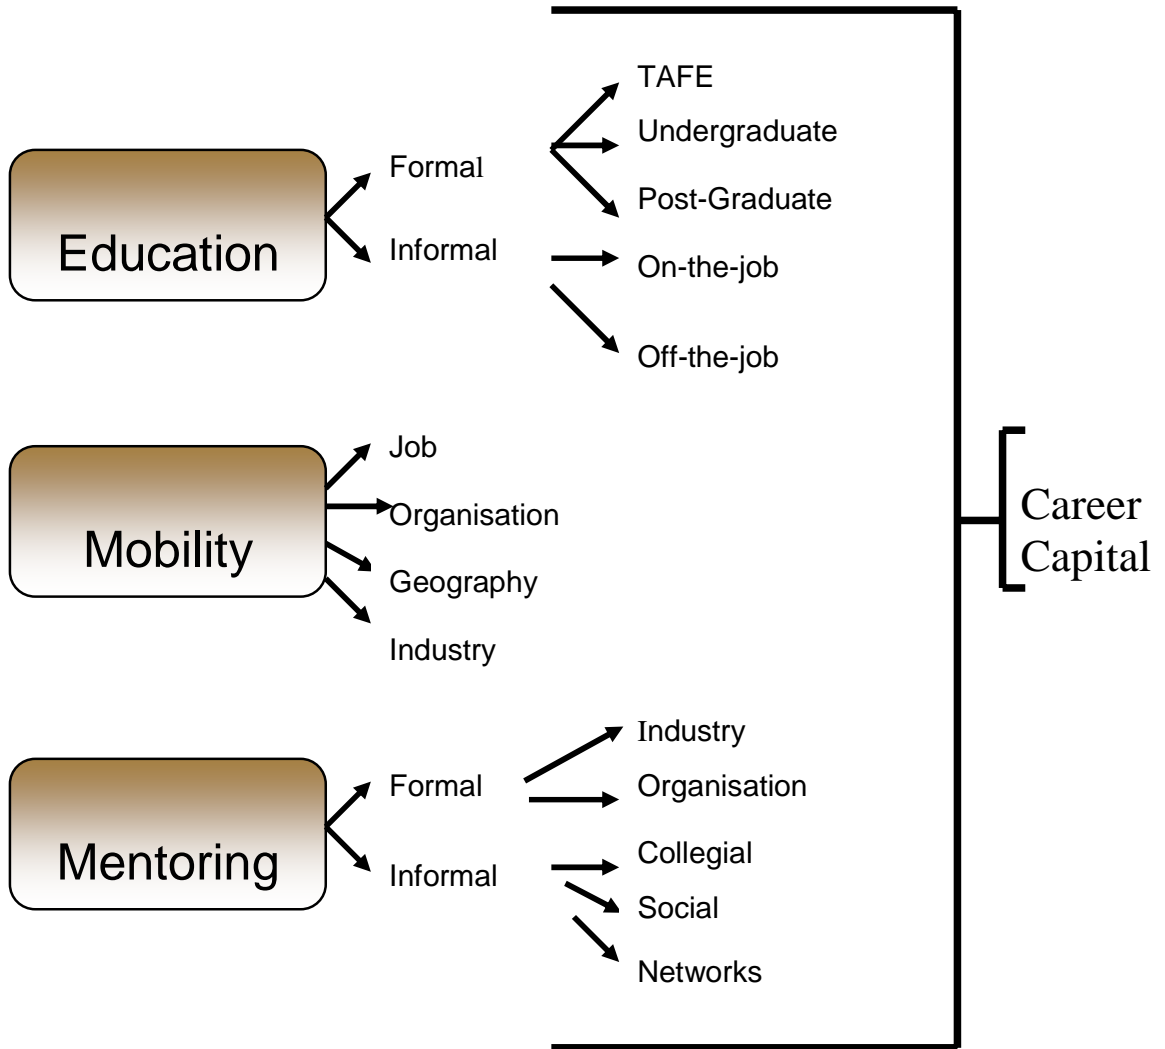 TAFE
Undergraduate
Formal
Post-Graduate
Education
Informal
On-the-job
Off-the-job
Job
Organisation
Mobility
Geography
Industry
Career
Capital
Industry
Formal
Organisation
Mentoring
Collegial
Informal
Social
Networks